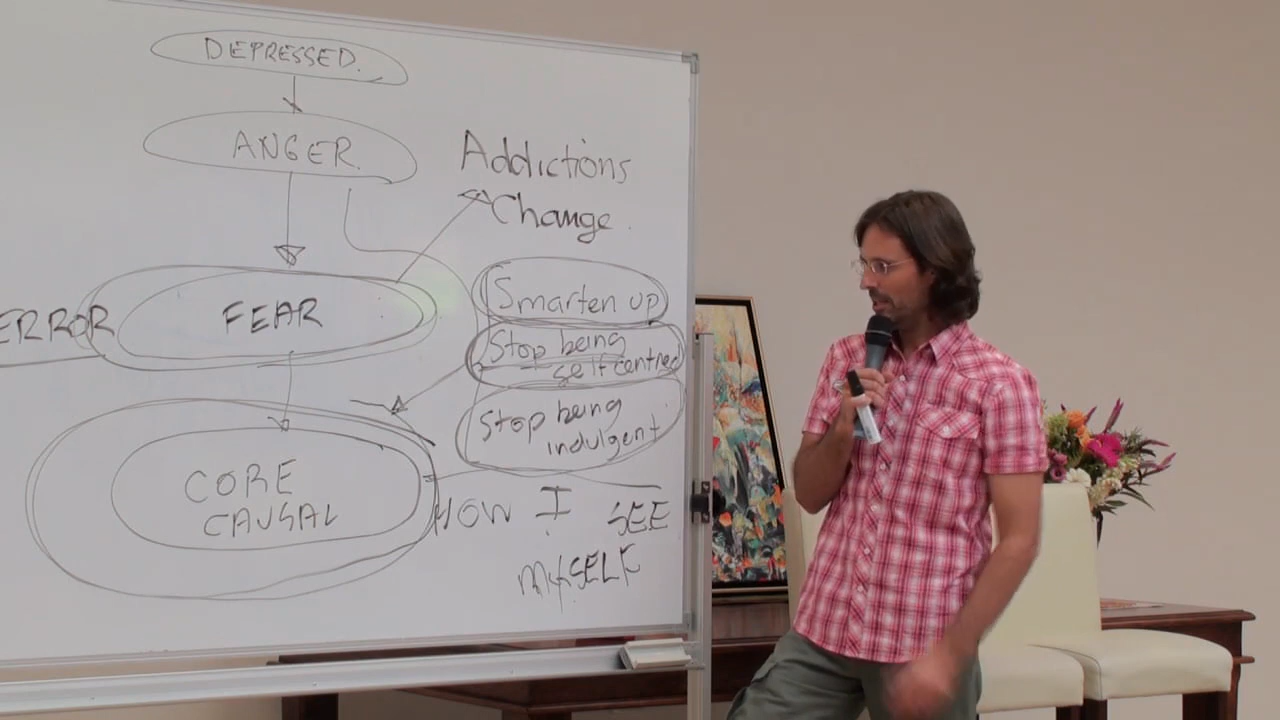 DEPRESSED.
ANGER.
Addictions
Change.
Smarten up
ERROR
FEAR
Stop being
self centred
Stop being
indulgent
CORE
CAUSAL
HOW I SEE
MYSELF